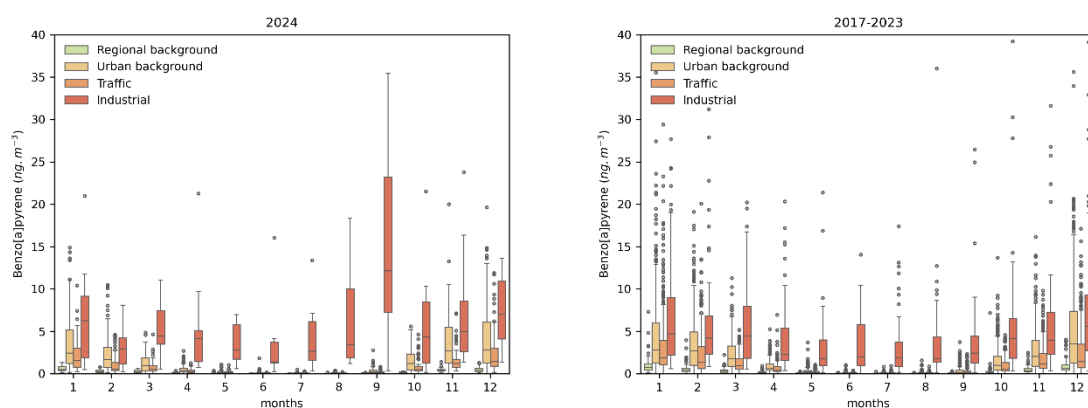 2024
Benzo[a]pyrene (ng.m⁻³)
40
35
30
25
20
15
10
5
0
Regional background
Urban background
Traffic
Industrial
1 2 3 4 5 6 7 8 9 10 11 12
months
2017-2023
Benzo[a]pyrene (ng.m⁻³)
40
35
30
25
20
15
10
5
0
Regional background
Urban background
Traffic
Industrial
1 2 3 4 5 6 7 8 9 10 11 12
months